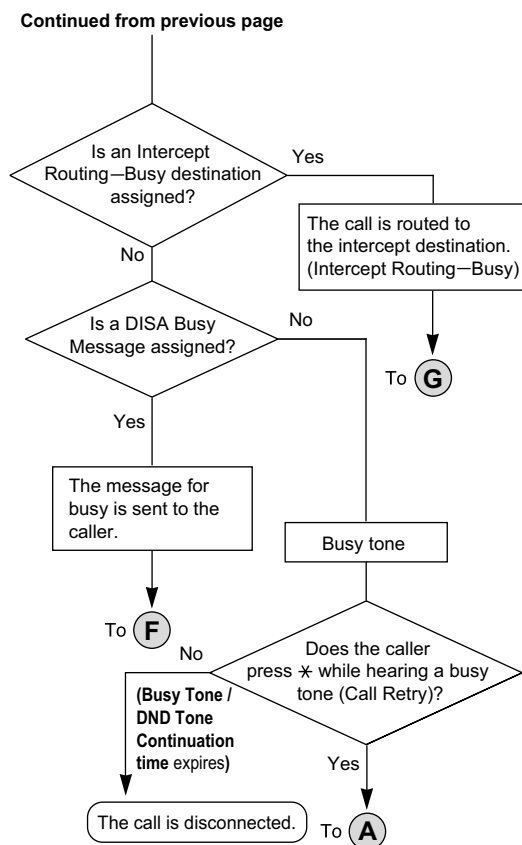 Continued from previous page
Is an Intercept
Routing—Busy destination
assigned?
Yes
The call is routed to
the intercept destination.
(Intercept Routing—Busy)
To G
No
Is a DISA Busy
Message assigned?
No
Yes
The message for
busy is sent to the
caller.
To F
Busy tone
Does the caller
press * while hearing a busy
tone (Call Retry)?
No
(Busy Tone /
DND Tone
Continuation
time expires)
The call is disconnected.
Yes
To A